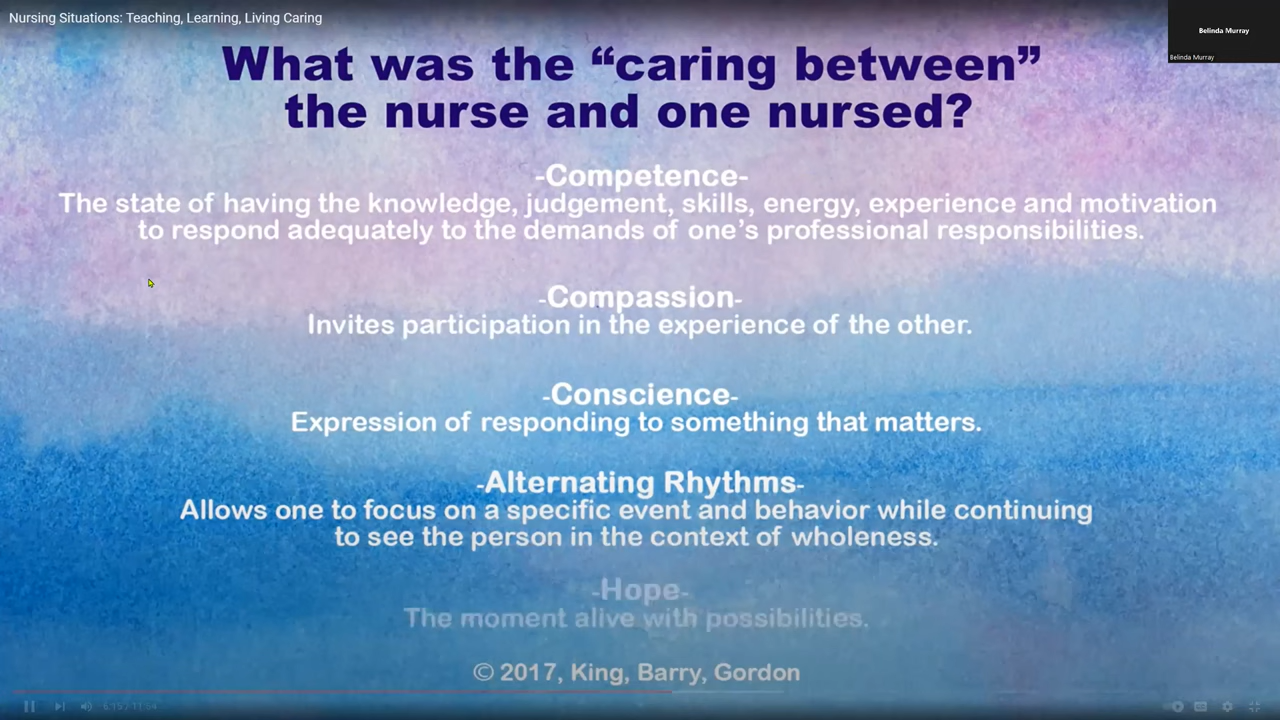 Nursing Situations: Teaching, Learning, Living Caring
Belinda Murray
Belinda Murray
What was the “caring between”
the nurse and one nursed?
-Competence-
The state of having the knowledge, judgement, skills, energy, experience and motivation
to respond adequately to the demands of one’s professional responsibilities.
-Compassion-
Invites participation in the experience of the other.
-Conscience-
Expression of responding to something that matters.
-Alternating Rhythms-
Allows one to focus on a specific event and behavior while continuing
to see the person in the context of wholeness.
-Hope-
The moment alive with possibilities.
© 2017, King, Barry, Gordon
6:15 / 11:54